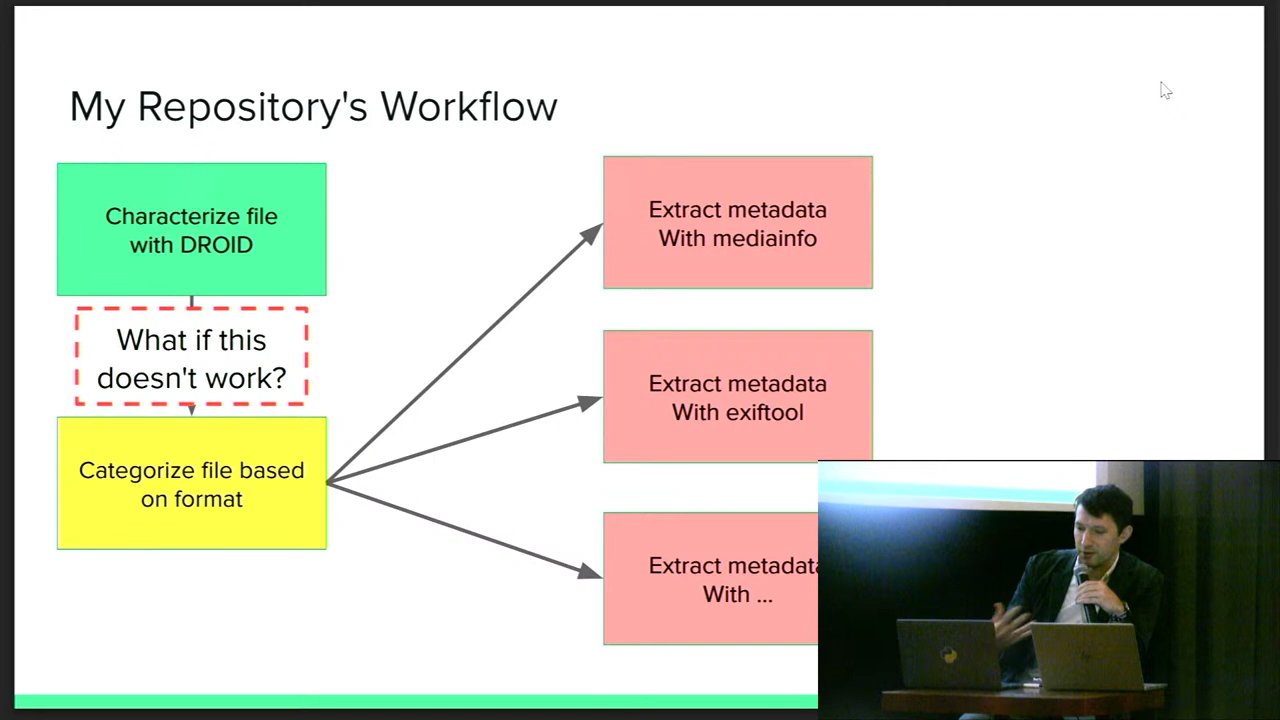 My Repository's Workflow
Characterize file
with DROID
What if this
doesn't work?
Categorize file based
on format
Extract metadata
With mediainfo
Extract metadata
With exiftool
Extract metadata
With ...